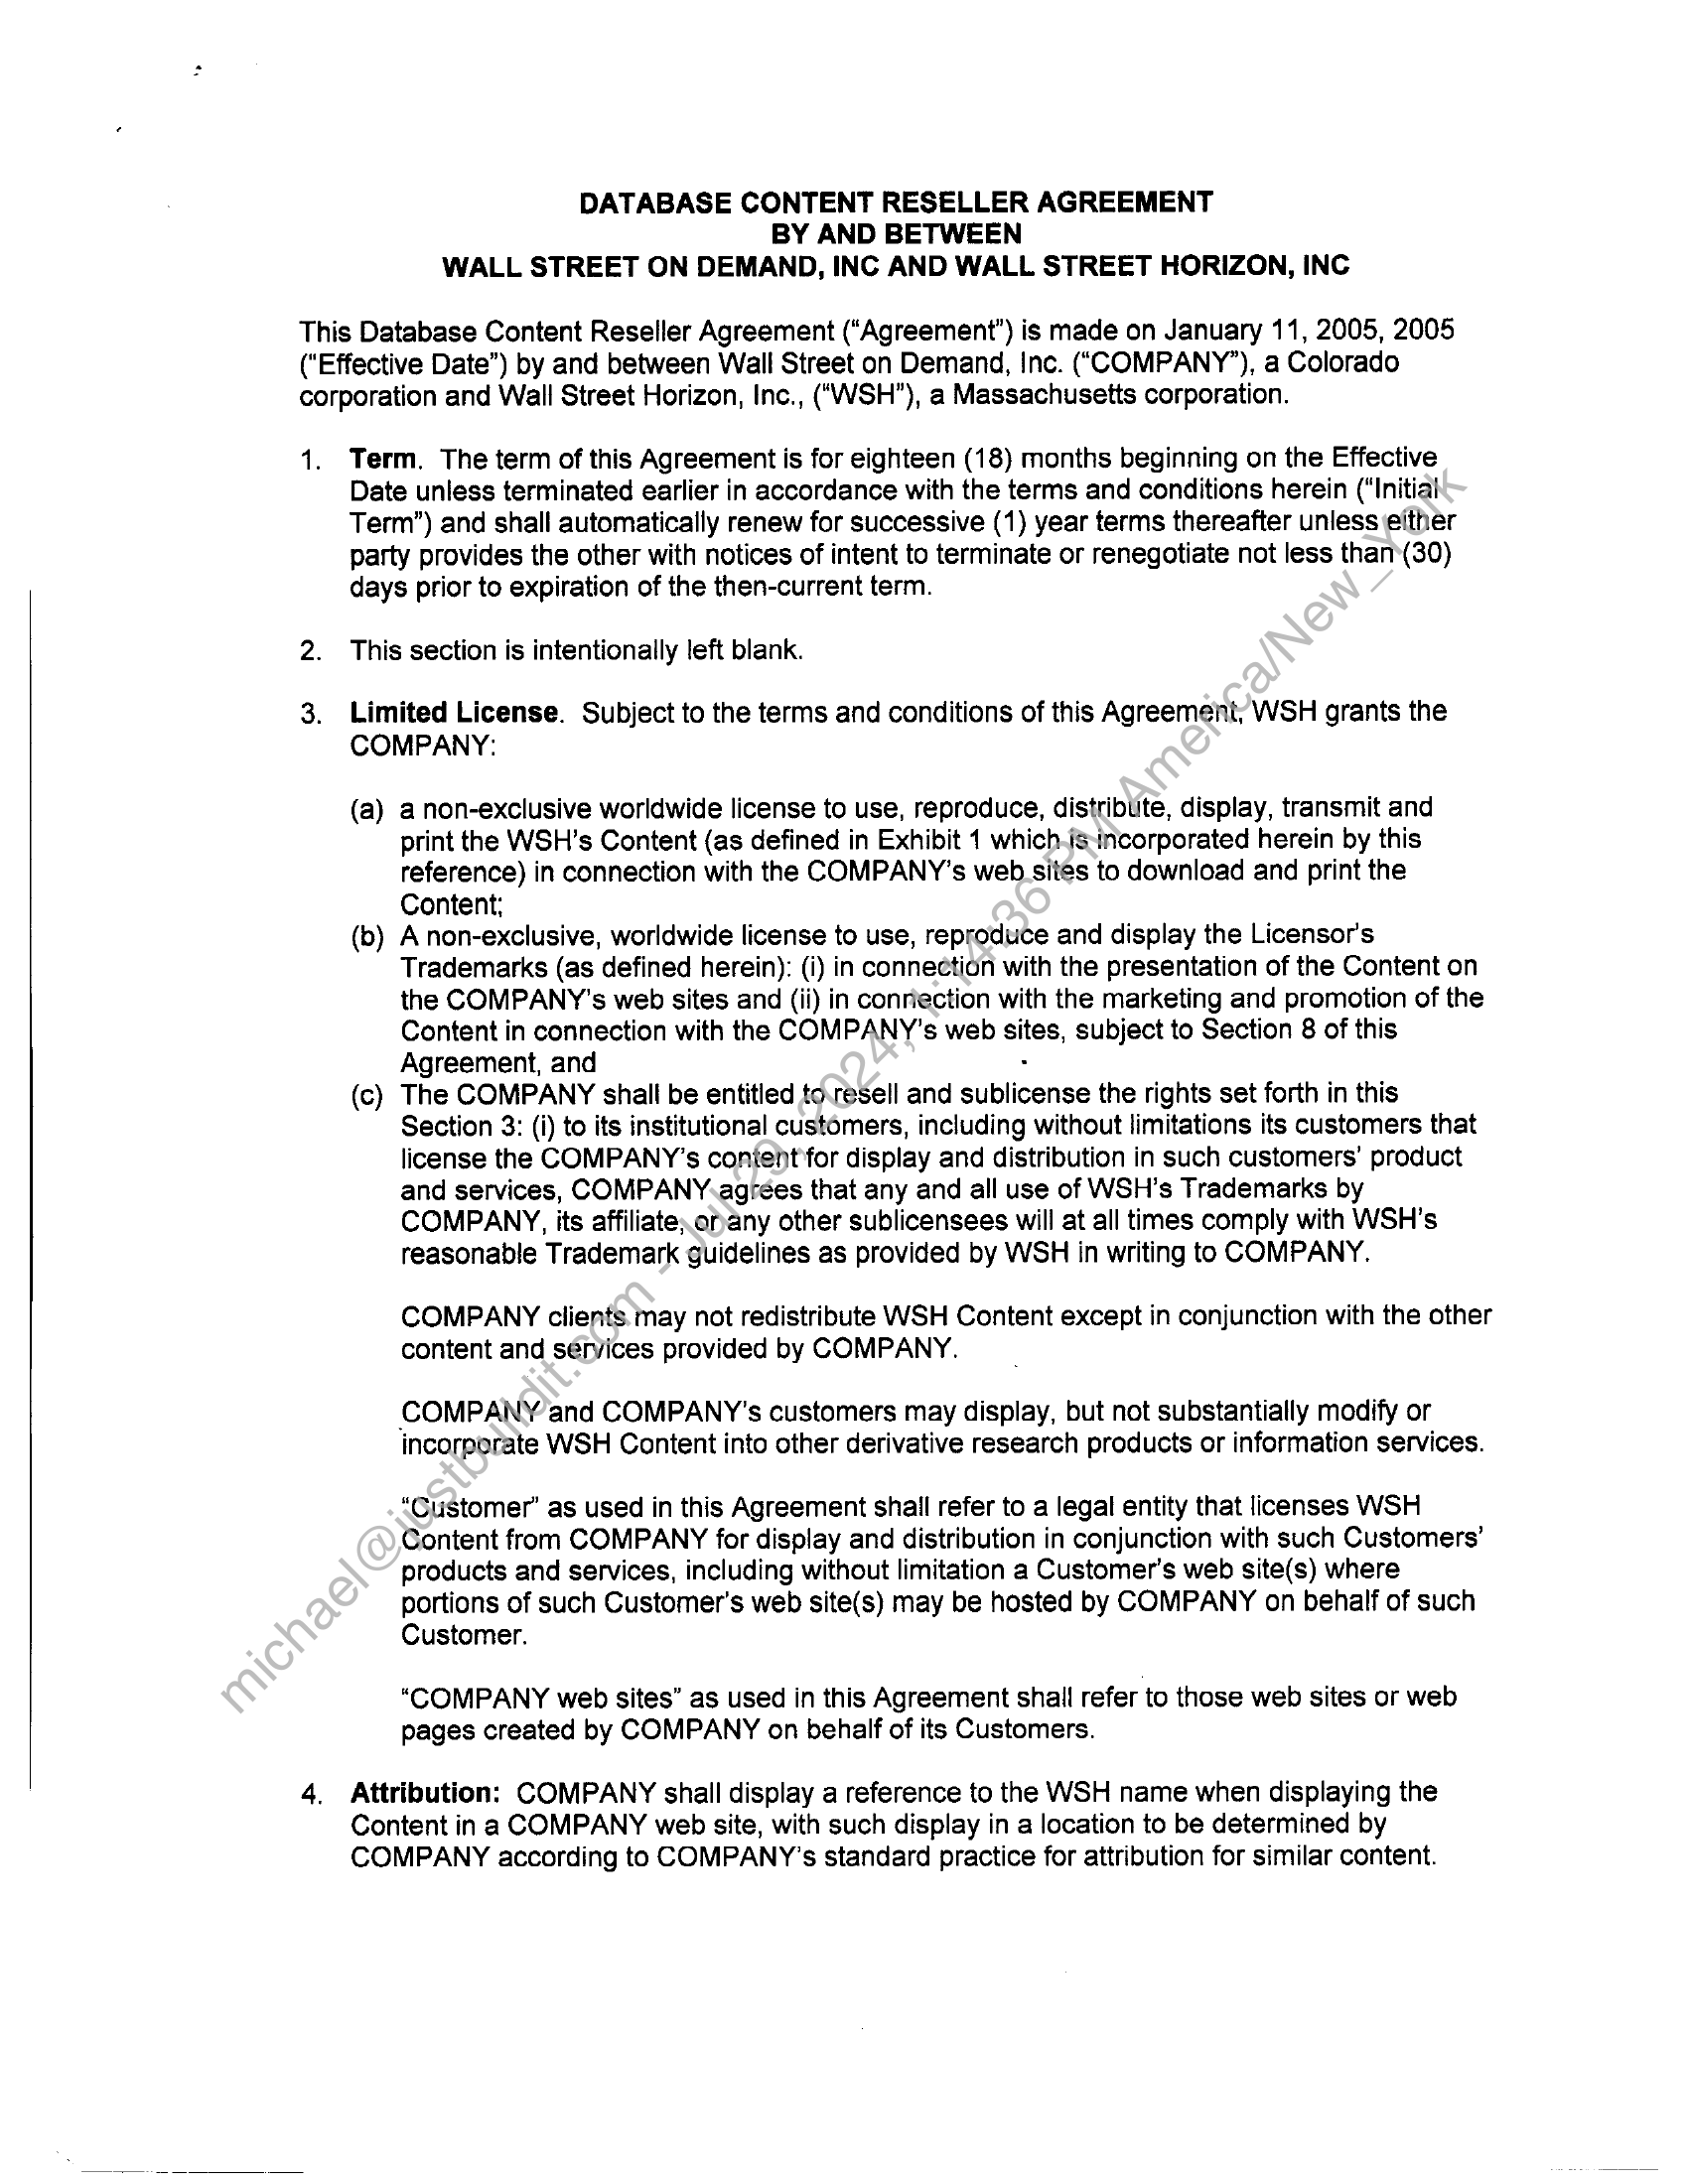 DATABASE CONTENT RESELLER AGREEMENT
BY AND BETWEEN
WALL STREET ON DEMAND, INC AND WALL STREET HORIZON, INC
This Database Content Reseller Agreement (“Agreement”) is made on January 11, 2005, 2005
("Effective Date”) by and between Wall Street on Demand, Inc. (“COMPANY”), a Colorado
corporation and Wall Street Horizon, Inc., (“WSH”), a Massachusetts corporation.
1. Term. The term of this Agreement is for eighteen (18) months beginning on the Effective
Date unless terminated earlier in accordance with the terms and conditions herein (“Initial
Term”) and shall automatically renew for successive (1) year terms thereafter unless either
party provides the other with notices of intent to terminate or renegotiate not less than (30)
days prior to expiration of the then-current term.
2. This section is intentionally left blank.
3. Limited License. Subject to the terms and conditions of this Agreement, WSH grants the
COMPANY:
(a) a non-exclusive worldwide license to use, reproduce, distribute, display, transmit and
print the WSH's Content (as defined in Exhibit 1 which is incorporated herein by this
reference) in connection with the COMPANY's web sites to download and print the
Content;
(b) A non-exclusive, worldwide license to use, reproduce and display the Licensor's
Trademarks (as defined herein): (i) in connection with the presentation of the Content on
the COMPANY's web sites and (ii) in connection with the marketing and promotion of the
Content in connection with the COMPANY's web sites, subject to Section 8 of this
Agreement, and
(c) The COMPANY shall be entitled to resell and sublicense the rights set forth in this
Section 3: (i) to its institutional customers, including without limitations its customers that
license the COMPANY's content for display and distribution in such customers' product
and services, COMPANY agrees that any and all use of WSH's Trademarks by
COMPANY, its affiliate, or any other sublicensees will at all times comply with WSH's
reasonable Trademark guidelines as provided by WSH in writing to COMPANY.
COMPANY clients may not redistribute WSH Content except in conjunction with the other
content and services provided by COMPANY.
COMPANY and COMPANY's customers may display, but not substantially modify or
incorporate WSH Content into other derivative research products or information services.
“Customer” as used in this Agreement shall refer to a legal entity that licenses WSH
Content from COMPANY for display and distribution in conjunction with such Customers'
products and services, including without limitation a Customer's web site(s) where
portions of such Customer's web site(s) may be hosted by COMPANY on behalf of such
Customer.
“COMPANY web sites” as used in this Agreement shall refer to those web sites or web
pages created by COMPANY on behalf of its Customers.
4. Attribution: COMPANY shall display a reference to the WSH name when displaying the
Content in a COMPANY web site, with such display in a location to be determined by
COMPANY according to COMPANY's standard practice for attribution for similar content.
michael@justbuildit.com - Jul 29, 2024, 1:14:36 PM America/New_York